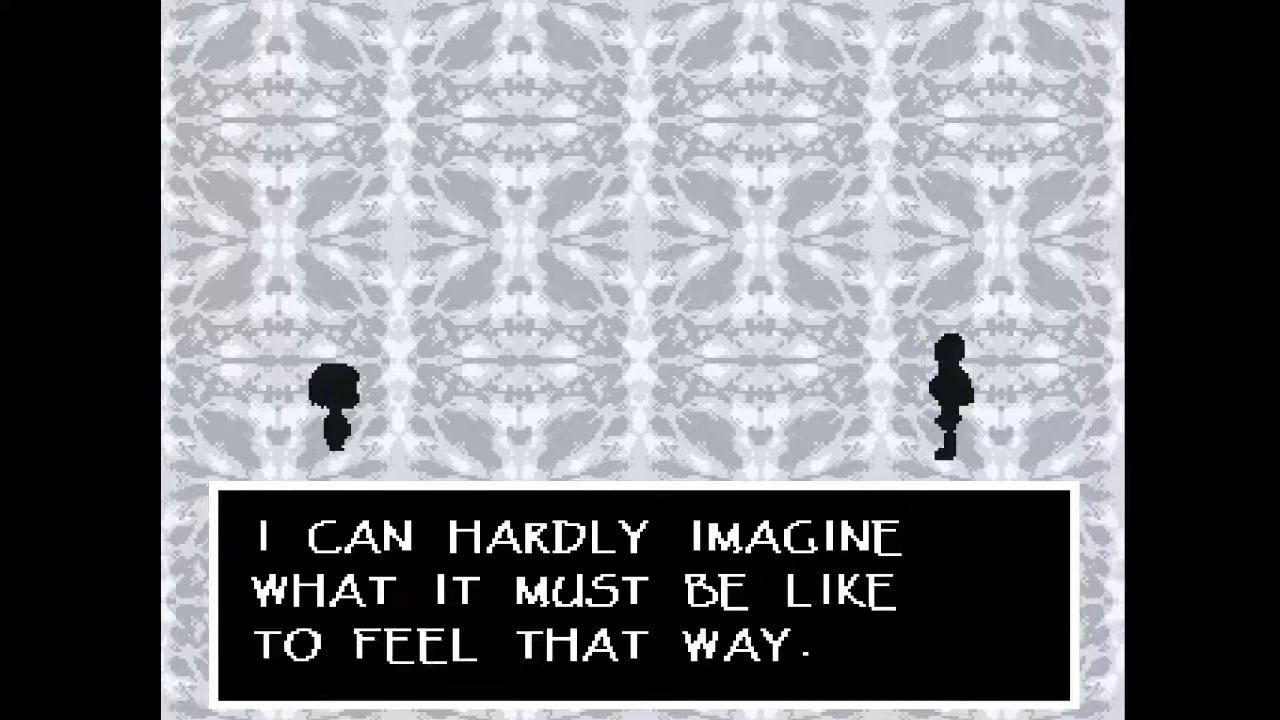 I CAN HARDLY IMAGINE
WHAT IT MUST BE LIKE
TO FEEL THAT WAY.